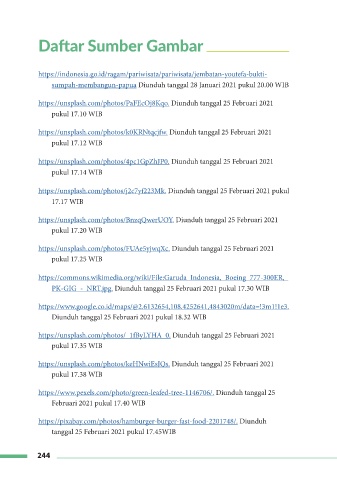 Daftar Sumber Gambar
https://indonesia.go.id/ragam/pariwisata/pariwisata/jembatan-youtefa-bukti-
sumpah-membangun-papua Diunduh tanggal 28 Januari 2021 pukul 20.00 WIB
https://unsplash.com/photos/PaFEcOj8Kqo, Diunduh tanggal 25 Februari 2021
pukul 17.10 WIB
https://unsplash.com/photos/k0KRNtqcjfw, Diunduh tanggal 25 Februari 2021
pukul 17.12 WIB
https://unsplash.com/photos/4pc1GpZhIP0, Diunduh tanggal 25 Februari 2021
pukul 17.14 WIB
https://unsplash.com/photos/j2c7yf223Mk, Diunduh tanggal 25 Februari 2021 pukul
17.17 WIB
https://unsplash.com/photos/BnzqQwerUOY, Diunduh tanggal 25 Februari 2021
pukul 17.20 WIB
https://unsplash.com/photos/FUAe5yjwqXc, Diunduh tanggal 25 Februari 2021
pukul 17.25 WIB
https://commons.wikimedia.org/wiki/File:Garuda_Indonesia,_Boeing_777-300ER,_
PK-GIG_-_NRT.jpg, Diunduh tanggal 25 Februari 2021 pukul 17.30 WIB
https://www.google.co.id/maps/@2.6132654,108.4252641,4843020m/data=!3m1!1e3,
Diunduh tanggal 25 Februari 2021 pukul 18.32 WIB
https://unsplash.com/photos/_1fByLYHA_0, Diunduh tanggal 25 Februari 2021
pukul 17.35 WIB
https://unsplash.com/photos/kzHNwiEsIQs, Diunduh tanggal 25 Februari 2021
pukul 17.38 WIB
https://www.pexels.com/photo/green-leafed-tree-1146706/, Diunduh tanggal 25
Februari 2021 pukul 17.40 WIB
https://pixabay.com/photos/hamburger-burger-fast-food-2201748/, Diunduh
tanggal 25 Februari 2021 pukul 17.45WIB
244